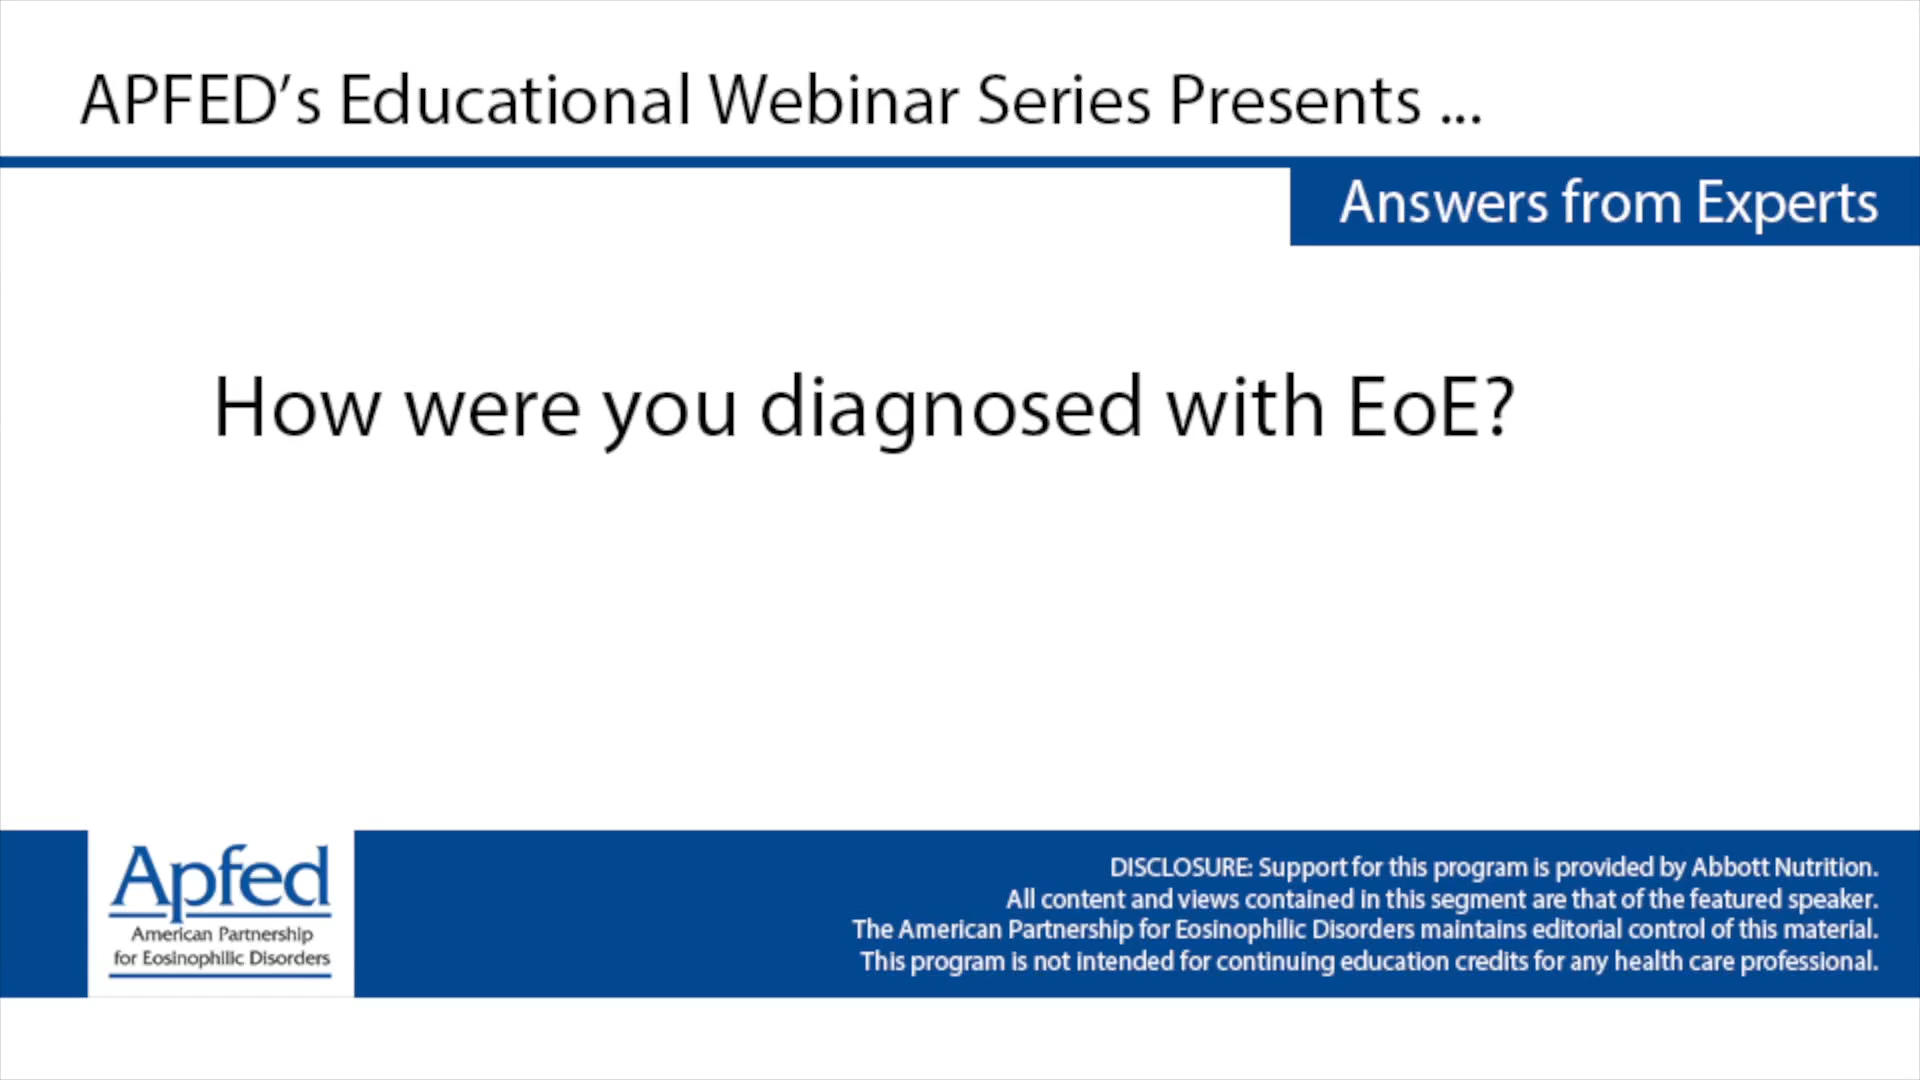 APFED’s Educational Webinar Series Presents ...
Answers from Experts
How were you diagnosed with EoE?
Apfed
American Partnership
for Eosinophilic Disorders
DISCLOSURE: Support for this program is provided by Abbott Nutrition.
All content and views contained in this segment are that of the featured speaker.
The American Partnership for Eosinophilic Disorders maintains editorial control of this material.
This program is not intended for continuing education credits for any health care professional.